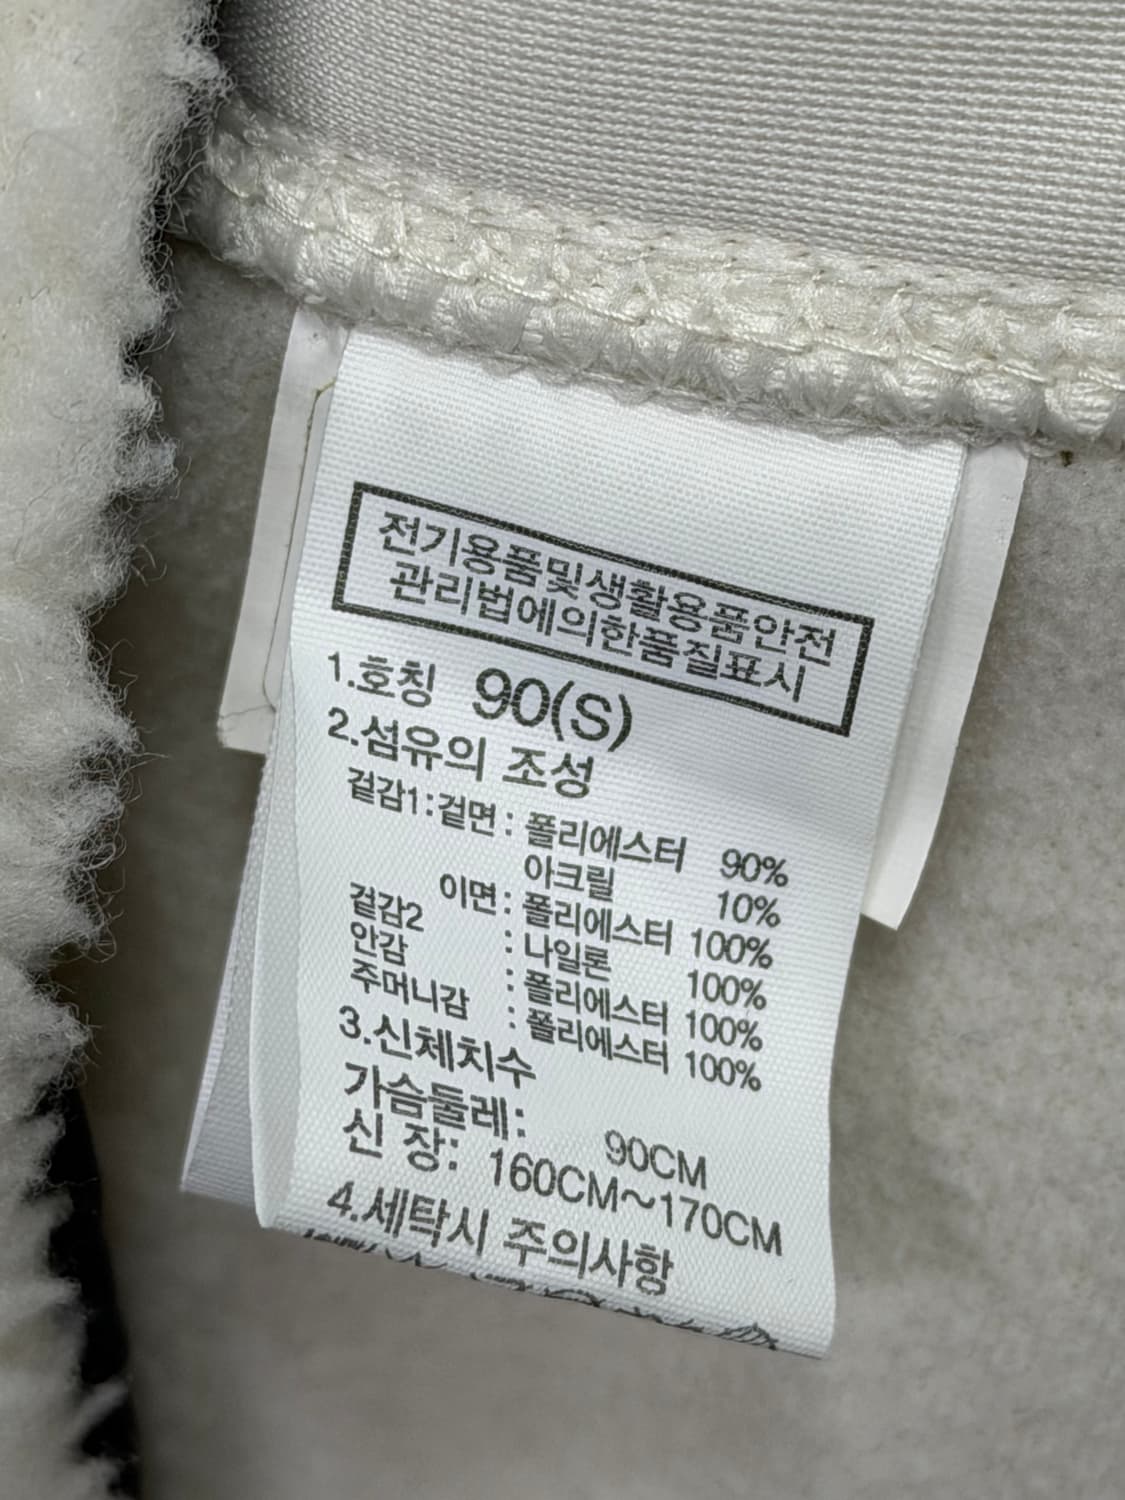 전기용품및생활용품안전
관리법에의한품질표시
1.호칭 90(S)
2.섬유의 조성
겉감1:겉면: 폴리에스터 90%
아크릴 10%
이면: 폴리에스터 100%
겉감2 : 나일론 100%
안감 : 폴리에스터 100%
주머니감 : 폴리에스터 100%
3.신체치수
가슴둘레: 90CM
신 장: 160CM~170CM
4.세탁시 주의사항